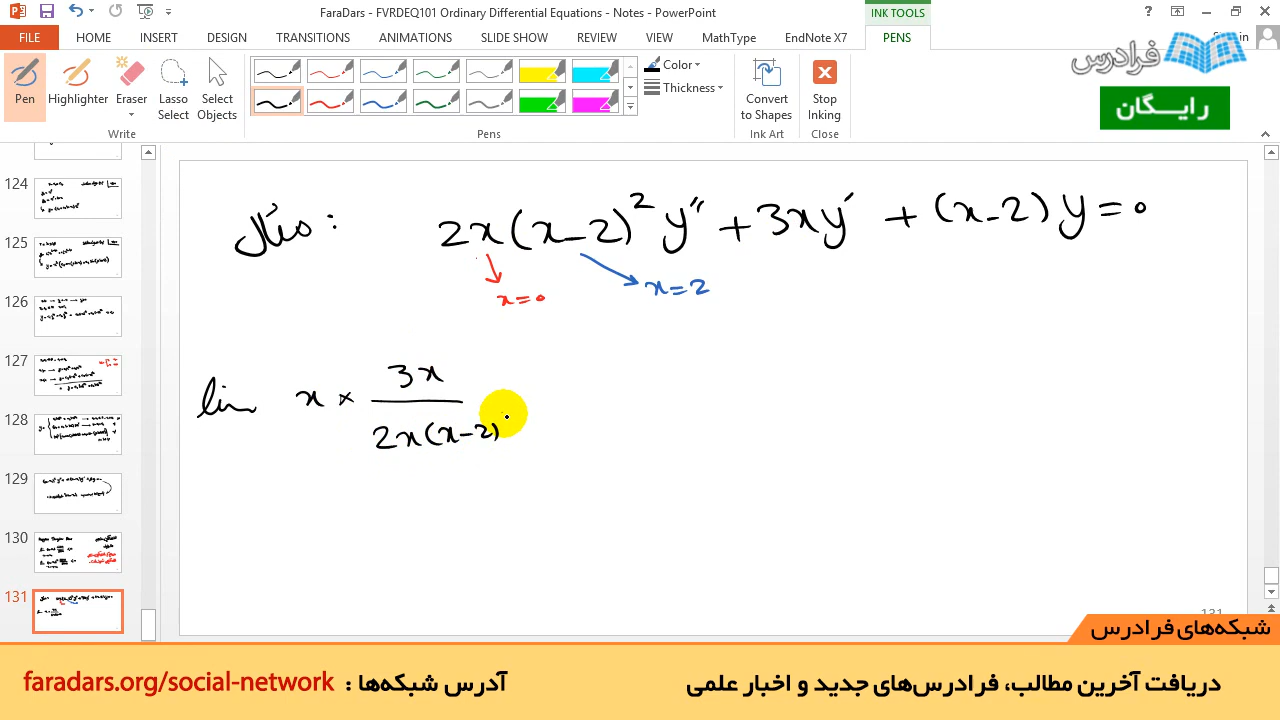 FaraDars - FVRDEQ101 Ordinary Differential Equations - Notes - PowerPoint
INK TOOLS
FILE HOME INSERT DESIGN TRANSITIONS ANIMATIONS SLIDE SHOW REVIEW VIEW MathType EndNote X7 PENS
فرادرس
رایگان
Pen Highlighter Eraser Lasso Select Select Objects
Color
Thickness
Convert to Shapes
Stop Inking
Write Pens Ink Art Close
124
125
126
127
128
129
130
131
مثال: 2x(x-2)² y″ + 3xy′ + (x-2) y = 0
x = 0
x = 2
lim x × 3x / 2x(x-2)
شبکه‌های فرادرس
دریافت آخرین مطالب، فرادرس‌های جدید و اخبار علمی
آدرس شبکه‌ها : faradars.org/social-network